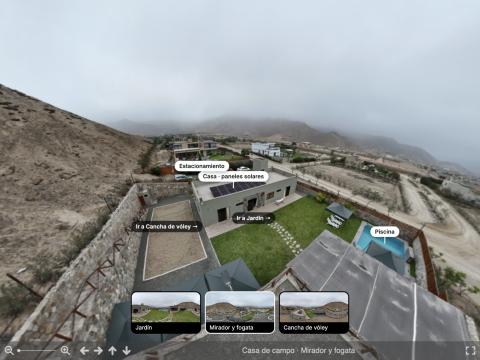 Estacionamiento
Casa - paneles solares
Ir a Jardín →
Ir a Cancha de vóley →
Piscina
Jardín
Mirador y fogata
Cancha de vóley
Casa de campo · Mirador y fogata